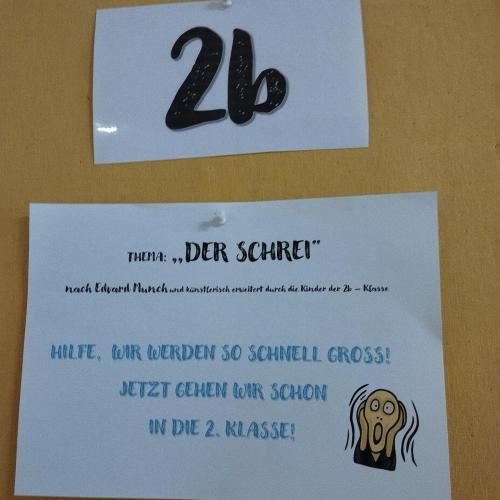 2b
THEMA: ,,DER SCHREI"
nach Edvard Munch und künstlerisch erweitert durch die Kinder der 2b – Klasse.
HILFE, WIR WERDEN SO SCHNELL GROSS!
JETZT GEHEN WIR SCHON
IN DIE 2. KLASSE!